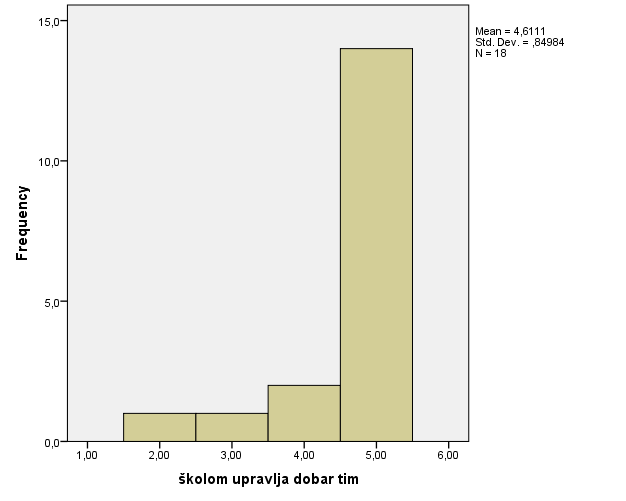 Mean = 4,6111
Std. Dev. = ,84984
N = 18
Frequency
15,0
10,0
5,0
0,0
1,00 2,00 3,00 4,00 5,00 6,00
školom upravlja dobar tim